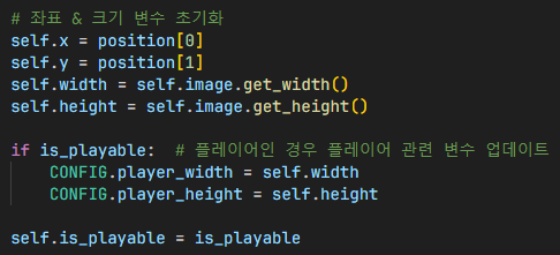 # 좌표 & 크기 변수 초기화
self.x = position[0]
self.y = position[1]
self.width = self.image.get_width()
self.height = self.image.get_height()

if is_playable:  # 플레이어인 경우 플레이어 관련 변수 업데이트
    CONFIG.player_width = self.width
    CONFIG.player_height = self.height

self.is_playable = is_playable